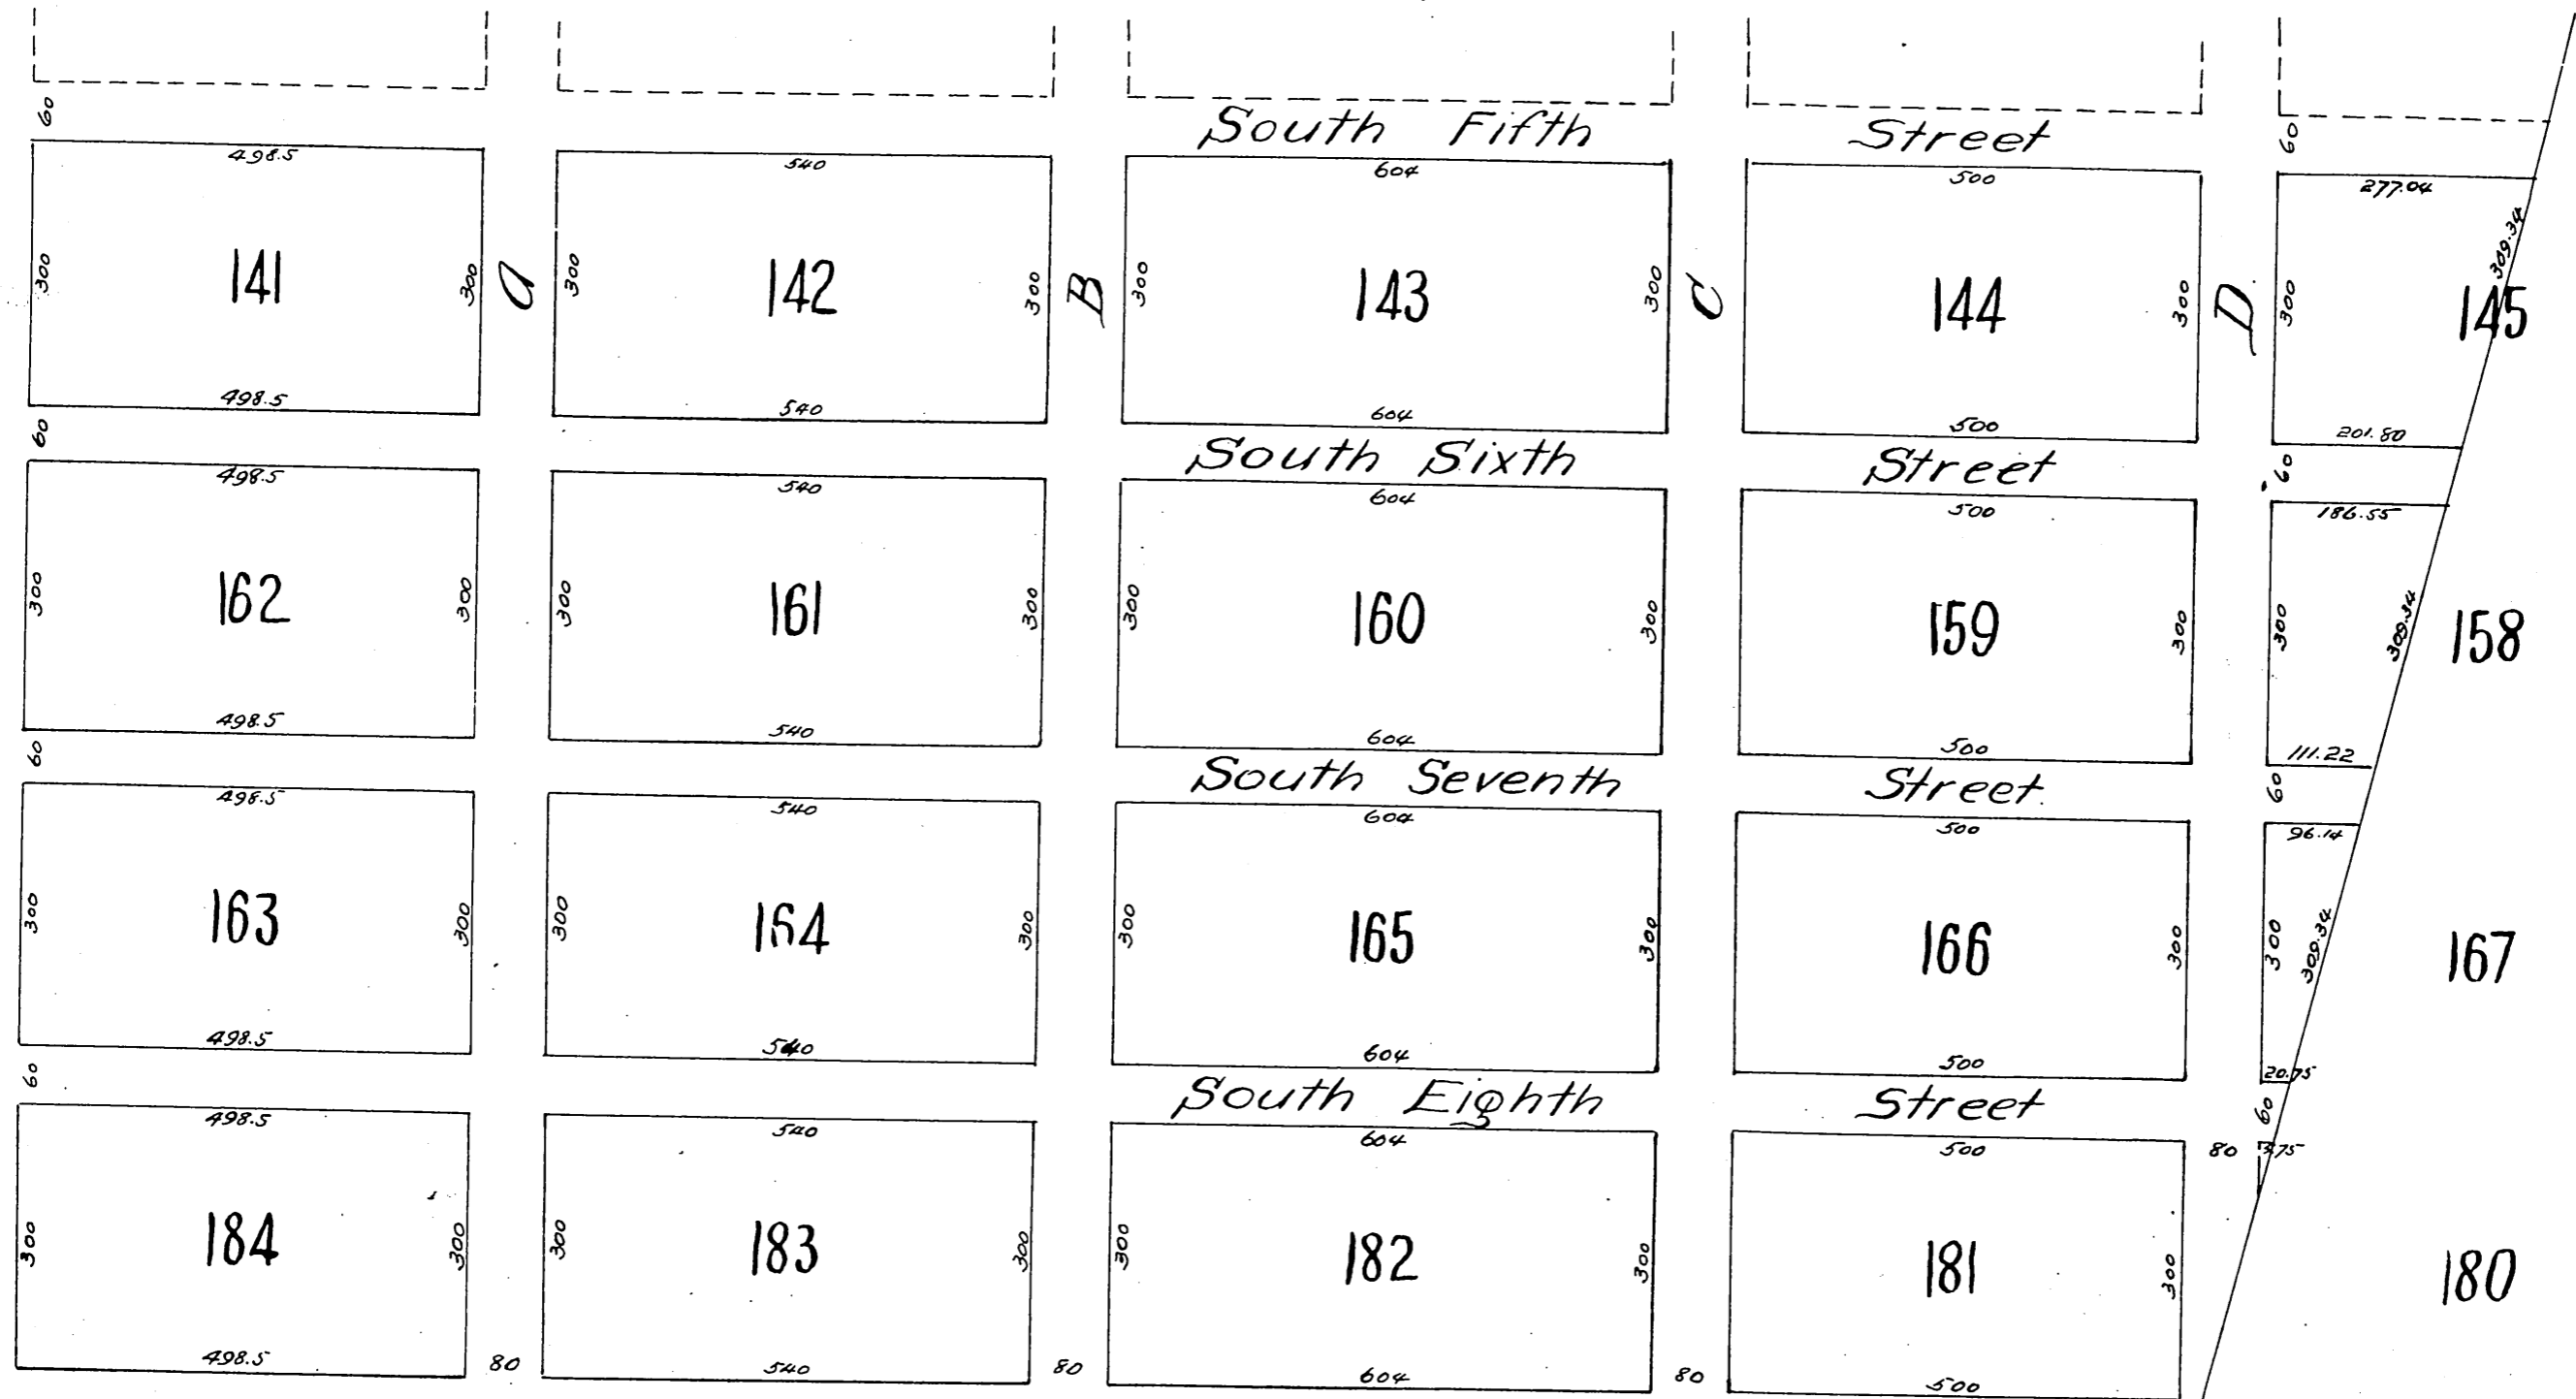 60
South Fifth Street
60
498.5 540 604 500 277.04
300 141 300 A 300 142 300 B 300 143 300 C 300 144 300 D. 300 145 309.34
498.5 540 604 500 201.80
60
South Sixth Street
60
498.5 540 604 500 186.55
300 162 300 300 161 300 300 160 300 300 159 300 300 309.34 158
498.5 540 604 500 111.22
60
South Seventh Street.
60
498.5 540 604 500 96.14
300 163 300 300 164 300 300 165 300 300 166 300 300 309.34 167
498.5 540 604 500 20.75
60
South Eighth Street
60
498.5 540 604 500 80
300 184 300 300 183 300 300 182 300 181 300 180
498.5 80 540 80 604 80 500